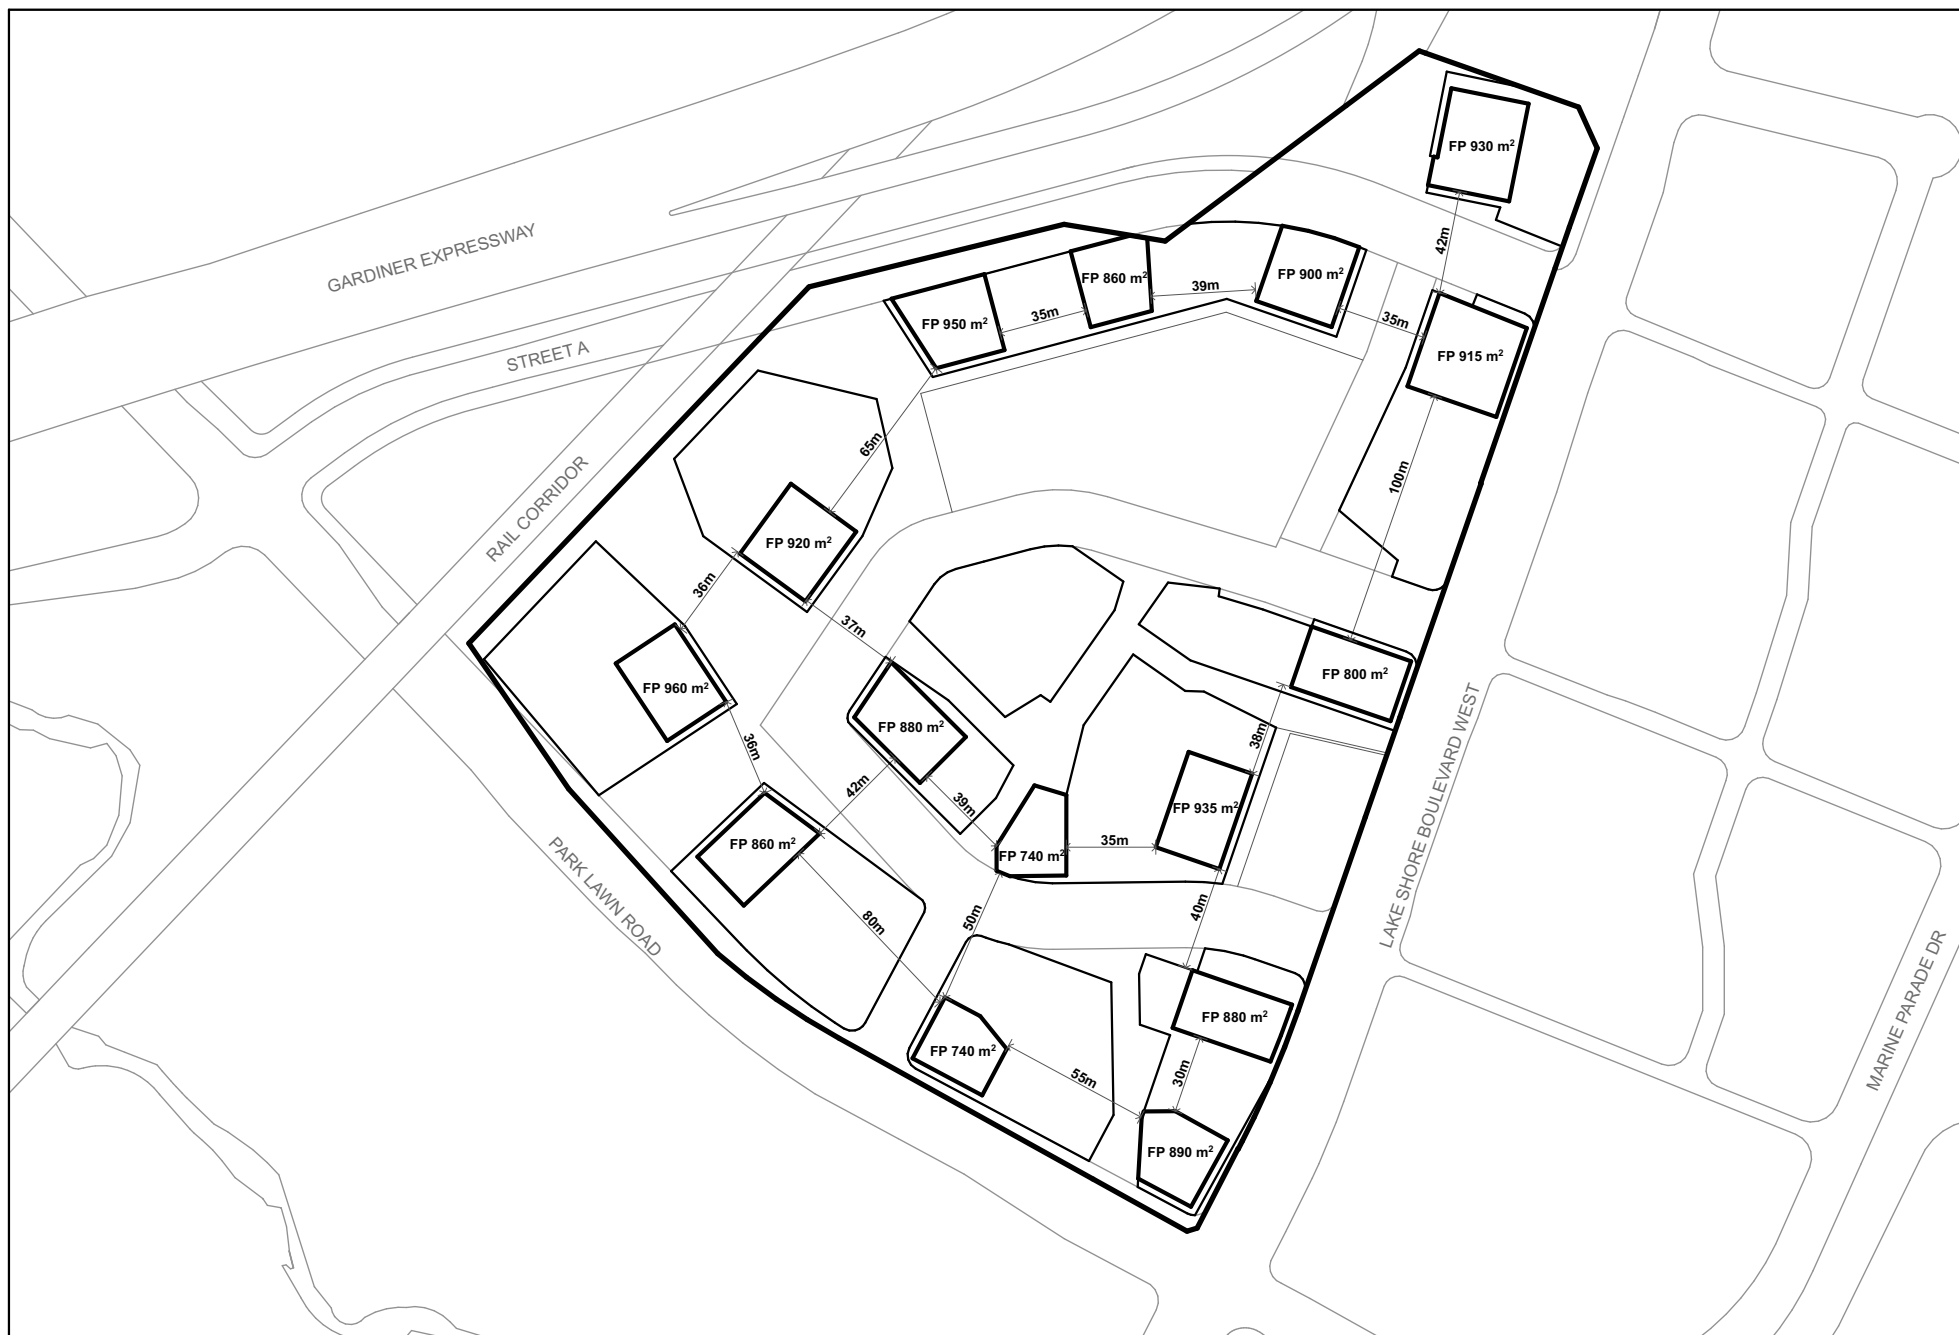 FP 930 m²
GARDINER EXPRESSWAY
42m
FP 860 m²
39m
FP 900 m²
FP 950 m²
35m
35m
STREET A
FP 915 m²
65m
100m
RAIL CORRIDOR
FP 920 m²
36m
37m
FP 960 m²
FP 800 m²
FP 880 m²
38m
36m
42m
39m
FP 935 m²
LAKE SHORE BOULEVARD WEST
FP 860 m²
35m
FP 740 m²
PARK LAWN ROAD
80m
50m
40m
FP 880 m²
MARINE PARADE DR
FP 740 m²
55m
30m
FP 890 m²